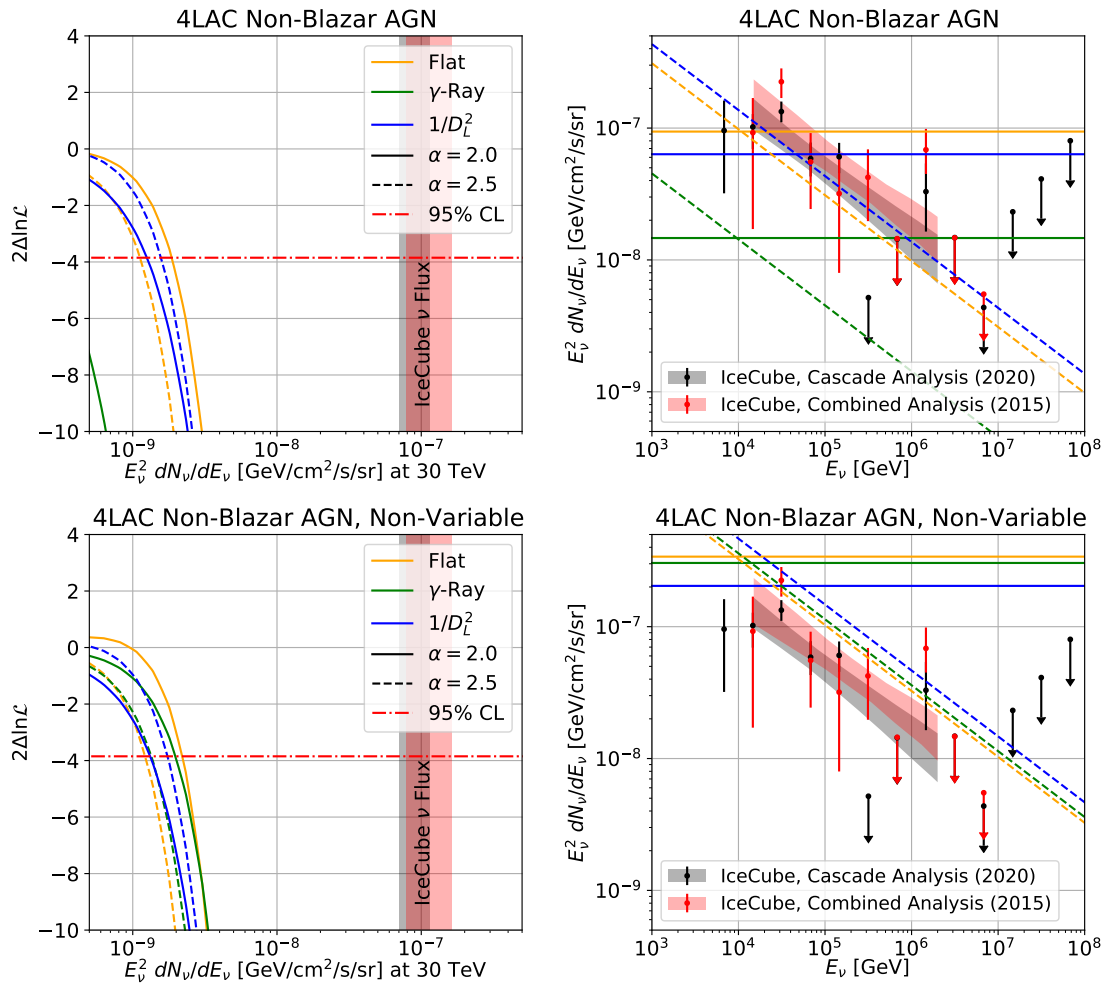 4LAC Non-Blazar AGN
4
2
0
−2
−4
−6
−8
−10
2Δlnℒ
Flat
γ-Ray
1/D_L^2
α = 2.0
α = 2.5
95% CL
IceCube ν Flux
10^−9
10^−8
10^−7
E_ν^2 dN_ν/dE_ν [GeV/cm^2/s/sr] at 30 TeV
4LAC Non-Blazar AGN
10^−7
10^−8
10^−9
E_ν^2 dN_ν/dE_ν [GeV/cm^2/s/sr]
IceCube, Cascade Analysis (2020)
IceCube, Combined Analysis (2015)
10^3
10^4
10^5
10^6
10^7
10^8
E_ν [GeV]
4LAC Non-Blazar AGN, Non-Variable
4
2
0
−2
−4
−6
−8
−10
2Δlnℒ
Flat
γ-Ray
1/D_L^2
α = 2.0
α = 2.5
95% CL
IceCube ν Flux
10^−9
10^−8
10^−7
E_ν^2 dN_ν/dE_ν [GeV/cm^2/s/sr] at 30 TeV
4LAC Non-Blazar AGN, Non-Variable
10^−7
10^−8
10^−9
E_ν^2 dN_ν/dE_ν [GeV/cm^2/s/sr]
IceCube, Cascade Analysis (2020)
IceCube, Combined Analysis (2015)
10^3
10^4
10^5
10^6
10^7
10^8
E_ν [GeV]